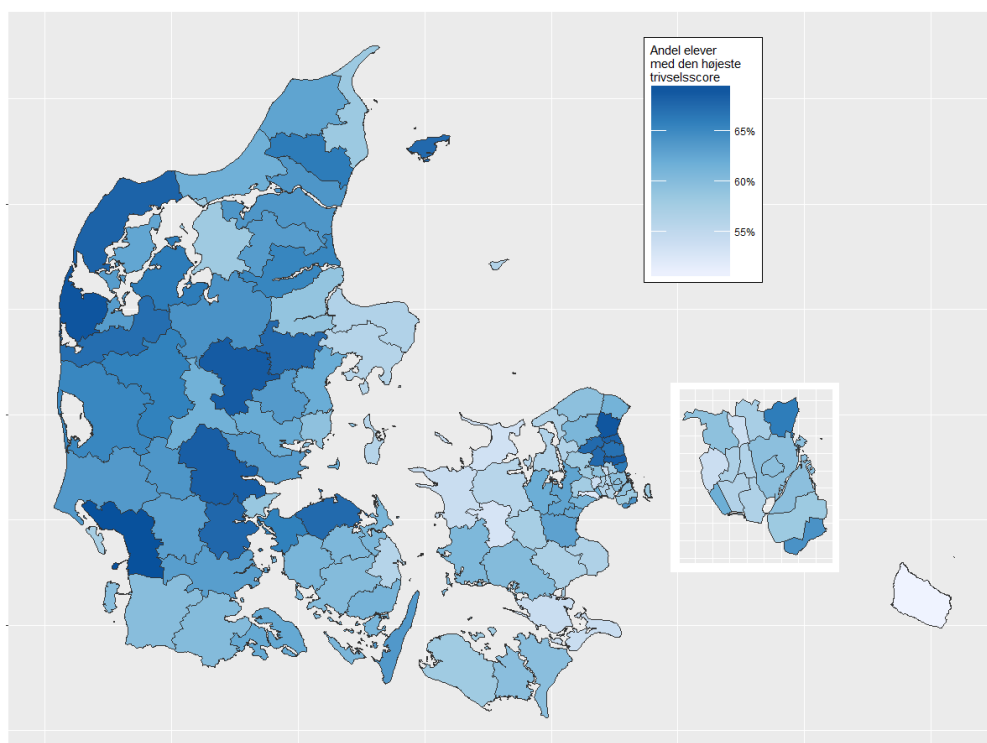 Andel elever
med den højeste
trivselsscore
65%
60%
55%